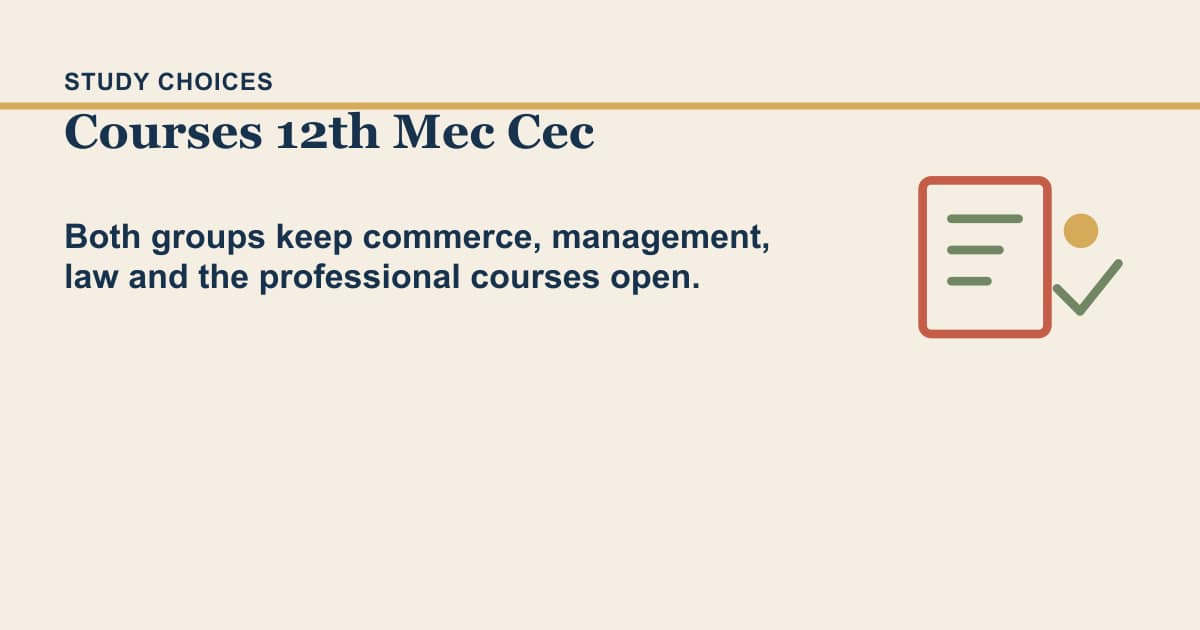 STUDY CHOICES
Courses 12th Mec Cec
Both groups keep commerce, management,
law and the professional courses open.